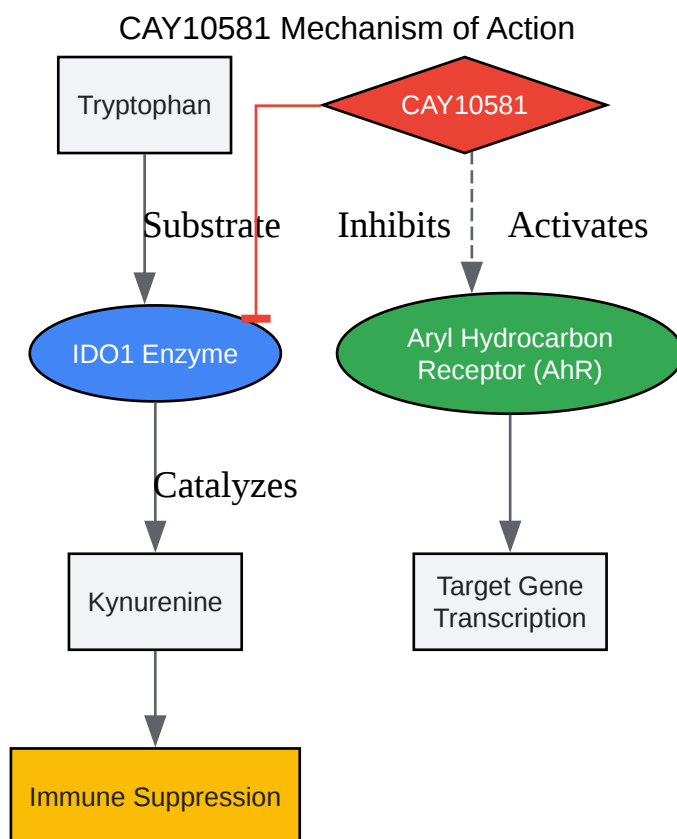 CAY10581 Mechanism of Action
Tryptophan
CAY10581
Substrate
Inhibits
Activates
IDO1 Enzyme
Aryl Hydrocarbon
Receptor (AhR)
Catalyzes
Kynurenine
Target Gene
Transcription
Immune Suppression